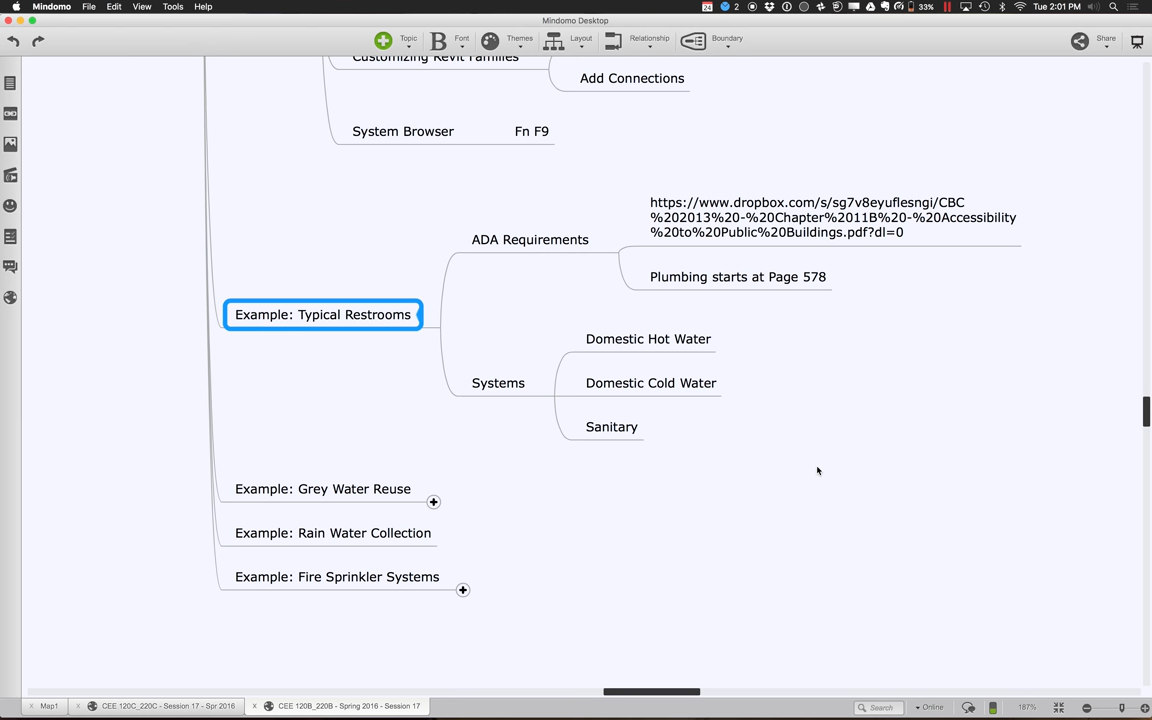 Mindomo File Edit View Tools Help
24 2 33% Tue 2:01 PM
Mindomo Desktop
Topic Font Themes Layout Relationship Boundary Share
Customizing Revit Families
Add Connections
System Browser Fn F9
https://www.dropbox.com/s/sg7v8eyuflesngi/CBC
%202013%20-%20Chapter%2011B%20-%20Accessibility
%20to%20Public%20Buildings.pdf?dl=0
ADA Requirements
Plumbing starts at Page 578
Example: Typical Restrooms
Domestic Hot Water
Systems
Domestic Cold Water
Sanitary
Example: Grey Water Reuse
Example: Rain Water Collection
Example: Fire Sprinkler Systems
x Map1 x CEE 120C_220C - Session 17 - Spr 2016 x CEE 120B_220B - Spring 2016 - Session 17 Search Online 187%